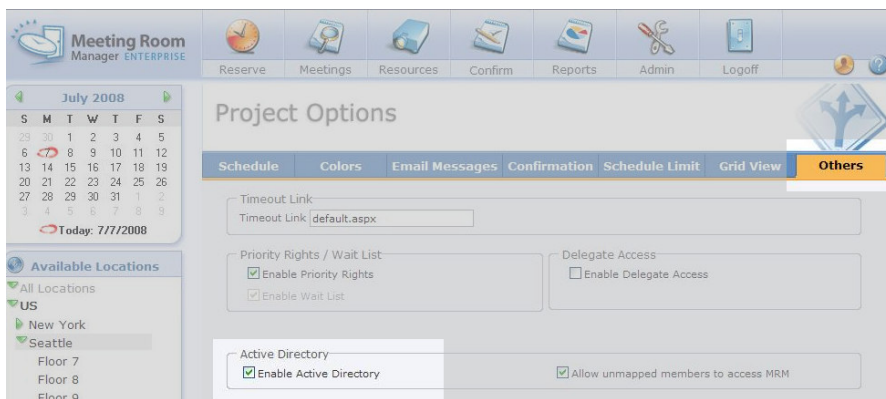 Meeting Room
Manager ENTERPRISE
Reserve Meetings Resources Confirm Reports Admin Logoff
July 2008
S M T W T F S
29 30 1 2 3 4 5
6 7 8 9 10 11 12
13 14 15 16 17 18 19
20 21 22 23 24 25 26
27 28 29 30 31 1 2
3 4 5 6 7 8 9
Today: 7/7/2008
Available Locations
All Locations
US
New York
Seattle
Floor 7
Floor 8
Floor 9
Project Options
Schedule Colors Email Messages Confirmation Schedule Limit Grid View Others
Timeout Link
Timeout Link default.aspx
Priority Rights / Wait List
Enable Priority Rights
Enable Wait List
Delegate Access
Enable Delegate Access
Active Directory
Enable Active Directory
Allow unmapped members to access MRM